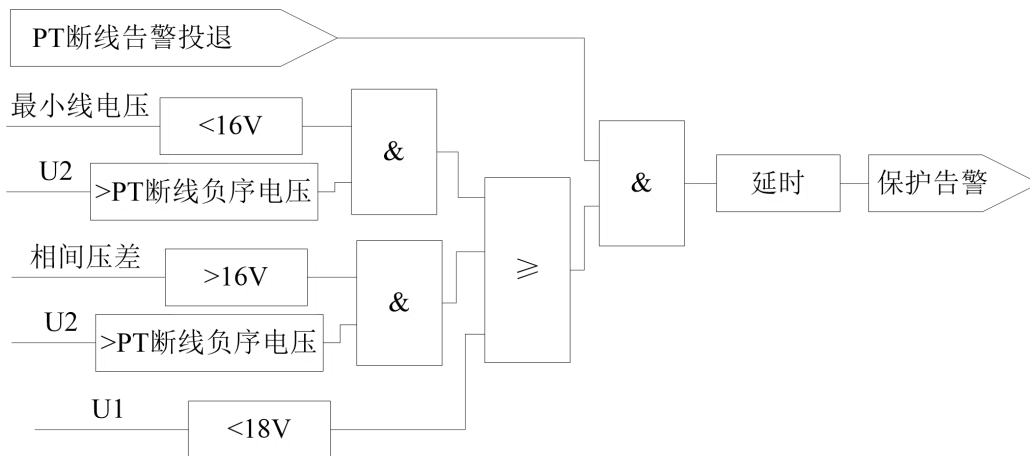 PT断线告警投退
最小线电压
<16V
&
U2
>PT断线负序电压
&
延时
保护告警
相间压差
>16V
≥
&
U2
>PT断线负序电压
U1
<18V